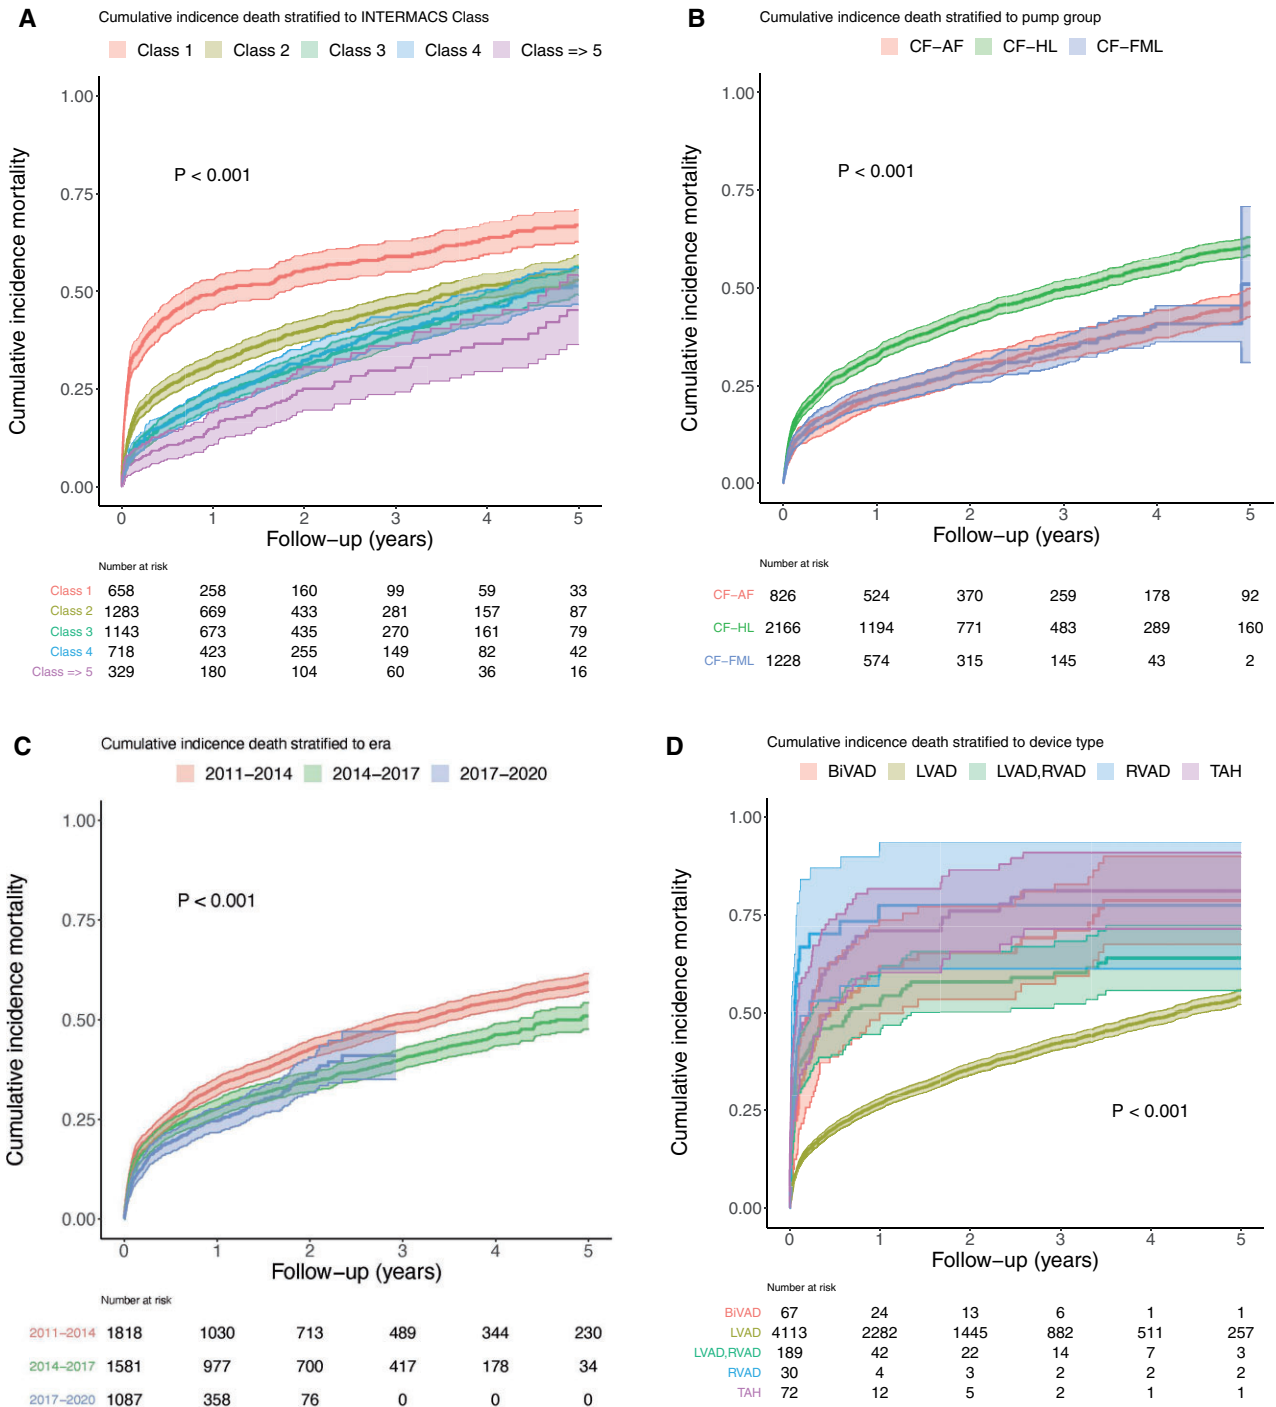 A
Cumulative indicence death stratified to INTERMACS Class
Class 1 Class 2 Class 3 Class 4 Class => 5
Cumulative incidence mortality
1.00
0.75
0.50
0.25
0.00
P < 0.001
0 1 2 3 4 5
Follow-up (years)
Number at risk
Class 1 658 258 160 99 59 33
Class 2 1283 669 433 281 157 87
Class 3 1143 673 435 270 161 79
Class 4 718 423 255 149 82 42
Class => 5 329 180 104 60 36 16
B
Cumulative indicence death stratified to pump group
CF-AF CF-HL CF-FML
Cumulative incidence mortality
1.00
0.75
0.50
0.25
0.00
P < 0.001
0 1 2 3 4 5
Follow-up (years)
Number at risk
CF-AF 826 524 370 259 178 92
CF-HL 2166 1194 771 483 289 160
CF-FML 1228 574 315 145 43 2
C
Cumulative indicence death stratified to era
2011-2014 2014-2017 2017-2020
Cumulative incidence mortality
1.00
0.75
0.50
0.25
0.00
P < 0.001
0 1 2 3 4 5
Follow-up (years)
Number at risk
2011-2014 1818 1030 713 489 344 230
2014-2017 1581 977 700 417 178 34
2017-2020 1087 358 76 0 0 0
D
Cumulative indicence death stratified to device type
BiVAD LVAD LVAD,RVAD RVAD TAH
Cumulative incidence mortality
1.00
0.75
0.50
0.25
0.00
P < 0.001
0 1 2 3 4 5
Follow-up (years)
Number at risk
BiVAD 67 24 13 6 1 1
LVAD 4113 2282 1445 882 511 257
LVAD,RVAD 189 42 22 14 7 3
RVAD 30 4 3 2 2 2
TAH 72 12 5 2 1 1